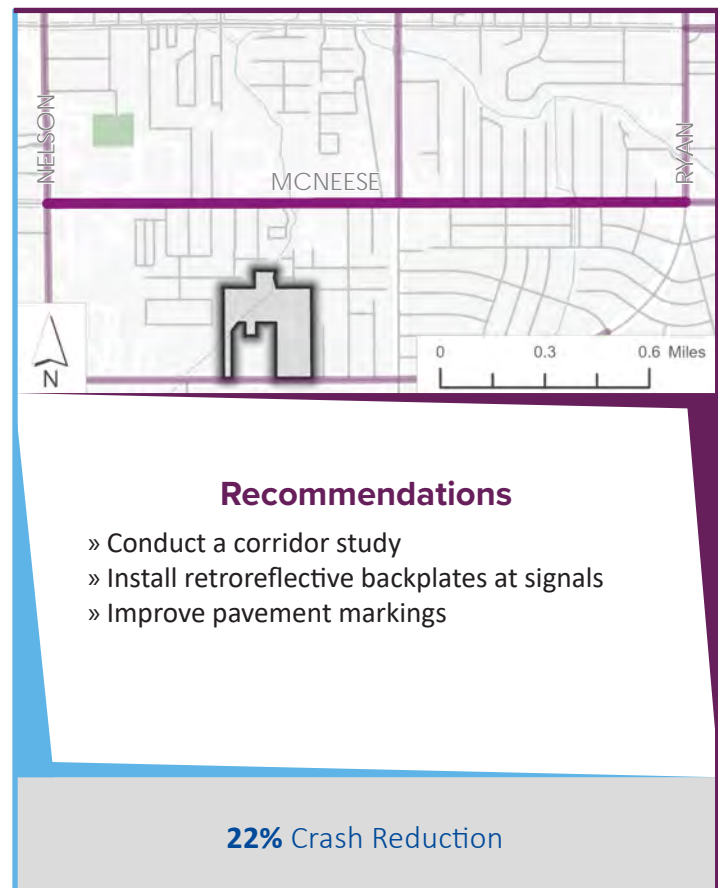 NELSON
MCNEESE
RYAN
N
0 0.3 0.6 Miles
Recommendations
» Conduct a corridor study
» Install retroreflective backplates at signals
» Improve pavement markings
22% Crash Reduction